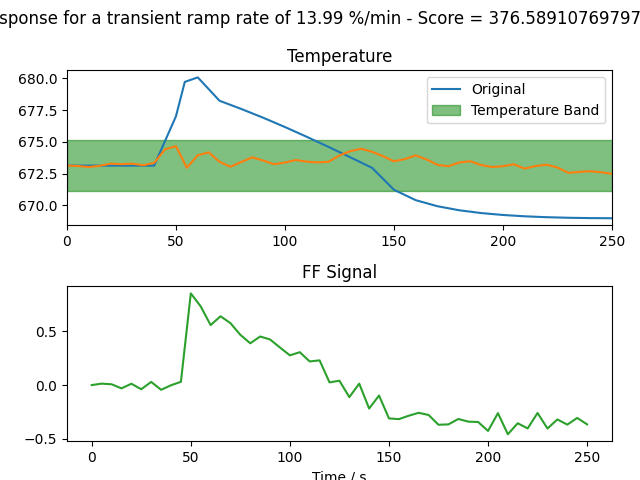 sponse for a transient ramp rate of 13.99 %/min - Score = 376.58910769797
Temperature
680.0
677.5
675.0
672.5
670.0
Original
Temperature Band
0 50 100 150 200 250
FF Signal
0.5
0.0
−0.5
0 50 100 150 200 250
Time / s